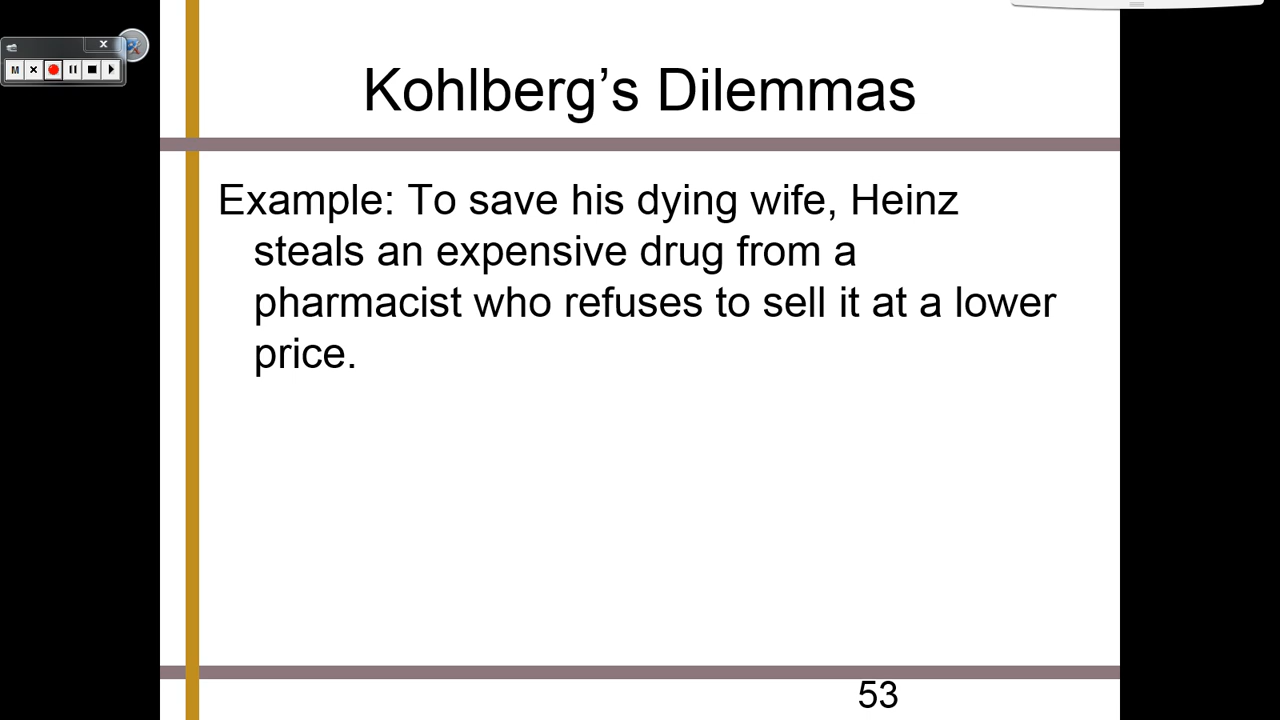 M
Kohlberg’s Dilemmas
Example: To save his dying wife, Heinz
steals an expensive drug from a
pharmacist who refuses to sell it at a lower
price.
53